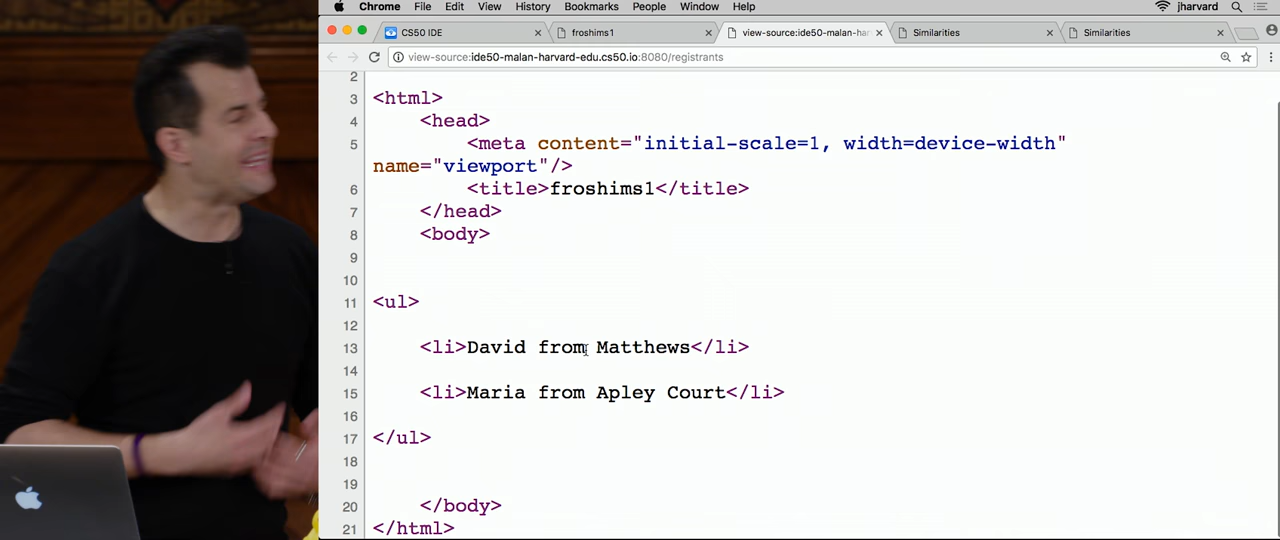 Chrome File Edit View History Bookmarks People Window Help jharvard
CS50 IDE froshims1 view-source:ide50-malan-har Similarities Similarities
view-source:ide50-malan-harvard-edu.cs50.io:8080/registrants
2
3 <html>
4 <head>
5 <meta content="initial-scale=1, width=device-width"
name="viewport"/>
6 <title>froshims1</title>
7 </head>
8 <body>
9
10
11 <ul>
12
13 <li>David from Matthews</li>
14
15 <li>Maria from Apley Court</li>
16
17 </ul>
18
19
20 </body>
21 </html>